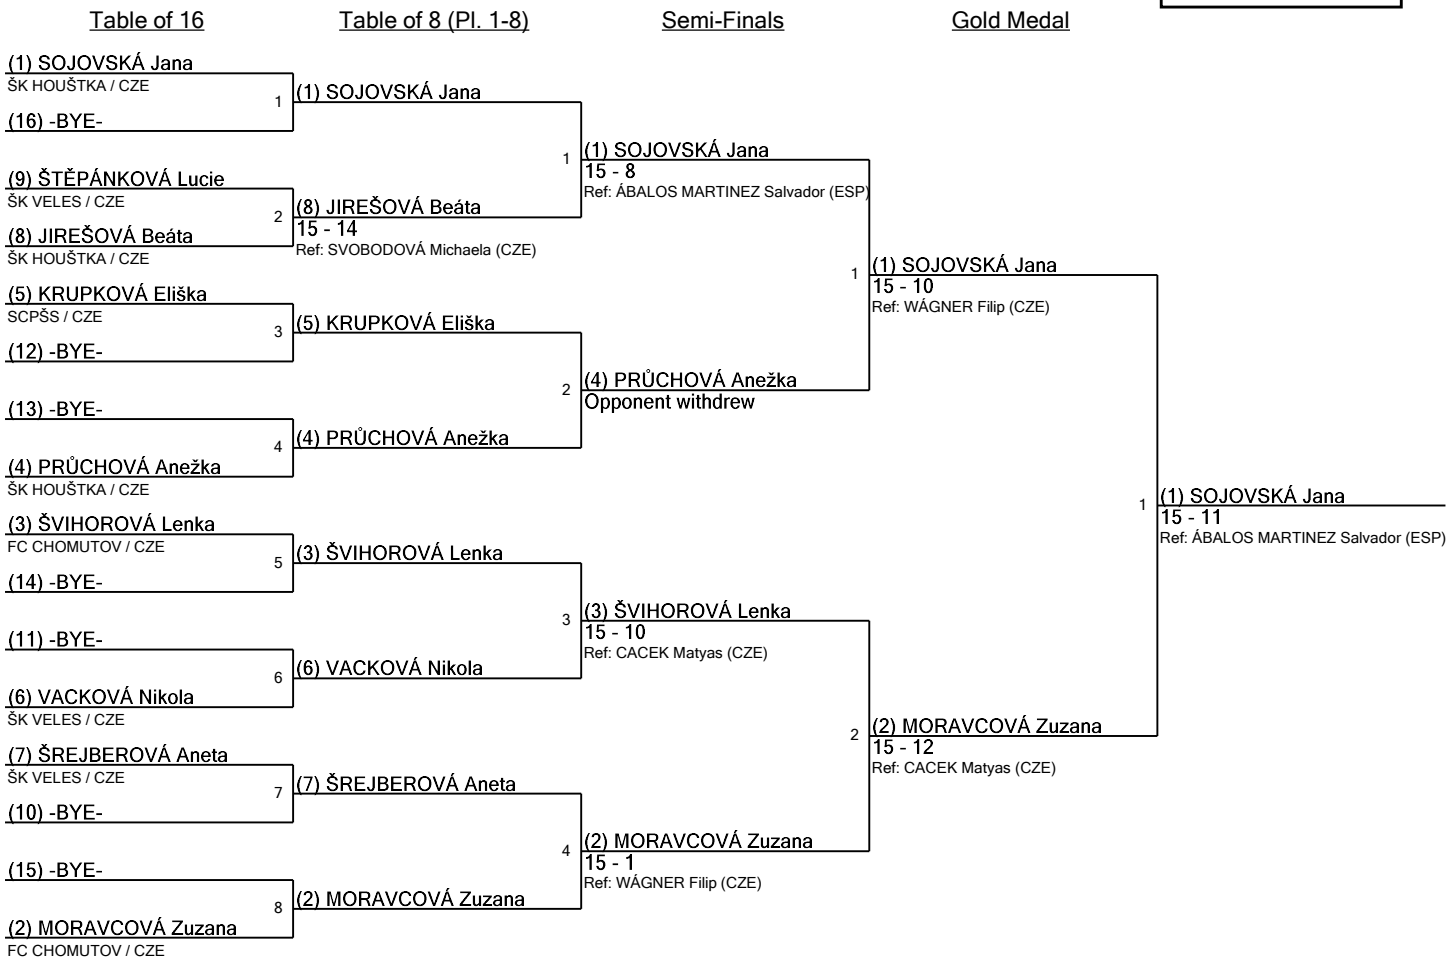 Table of 16
Table of 8 (Pl. 1-8)
Semi-Finals
Gold Medal
(1) SOJOVSKÁ Jana
ŠK HOUŠTKA / CZE
1
(16) -BYE-
(9) ŠTĚPÁNKOVÁ Lucie
ŠK VELES / CZE
2
(8) JIREŠOVÁ Beáta
ŠK HOUŠTKA / CZE
(5) KRUPKOVÁ Eliška
SCPŠS / CZE
3
(12) -BYE-
(13) -BYE-
4
(4) PRŮCHOVÁ Anežka
ŠK HOUŠTKA / CZE
(3) ŠVIHOROVÁ Lenka
FC CHOMUTOV / CZE
5
(14) -BYE-
(11) -BYE-
6
(6) VACKOVÁ Nikola
ŠK VELES / CZE
(7) ŠREJBEROVÁ Aneta
ŠK VELES / CZE
7
(10) -BYE-
(15) -BYE-
8
(2) MORAVCOVÁ Zuzana
FC CHOMUTOV / CZE
(1) SOJOVSKÁ Jana
1
(8) JIREŠOVÁ Beáta
15 - 14
Ref: SVOBODOVÁ Michaela (CZE)
(5) KRUPKOVÁ Eliška
2
(4) PRŮCHOVÁ Anežka
(3) ŠVIHOROVÁ Lenka
3
(6) VACKOVÁ Nikola
(7) ŠREJBEROVÁ Aneta
4
(2) MORAVCOVÁ Zuzana
(1) SOJOVSKÁ Jana
15 - 8
Ref: ÁBALOS MARTINEZ Salvador (ESP)
1
(4) PRŮCHOVÁ Anežka
Opponent withdrew
(3) ŠVIHOROVÁ Lenka
15 - 10
Ref: CACEK Matyas (CZE)
2
(2) MORAVCOVÁ Zuzana
15 - 1
Ref: WÁGNER Filip (CZE)
(1) SOJOVSKÁ Jana
15 - 10
Ref: WÁGNER Filip (CZE)
1
(2) MORAVCOVÁ Zuzana
15 - 12
Ref: CACEK Matyas (CZE)
(1) SOJOVSKÁ Jana
15 - 11
Ref: ÁBALOS MARTINEZ Salvador (ESP)